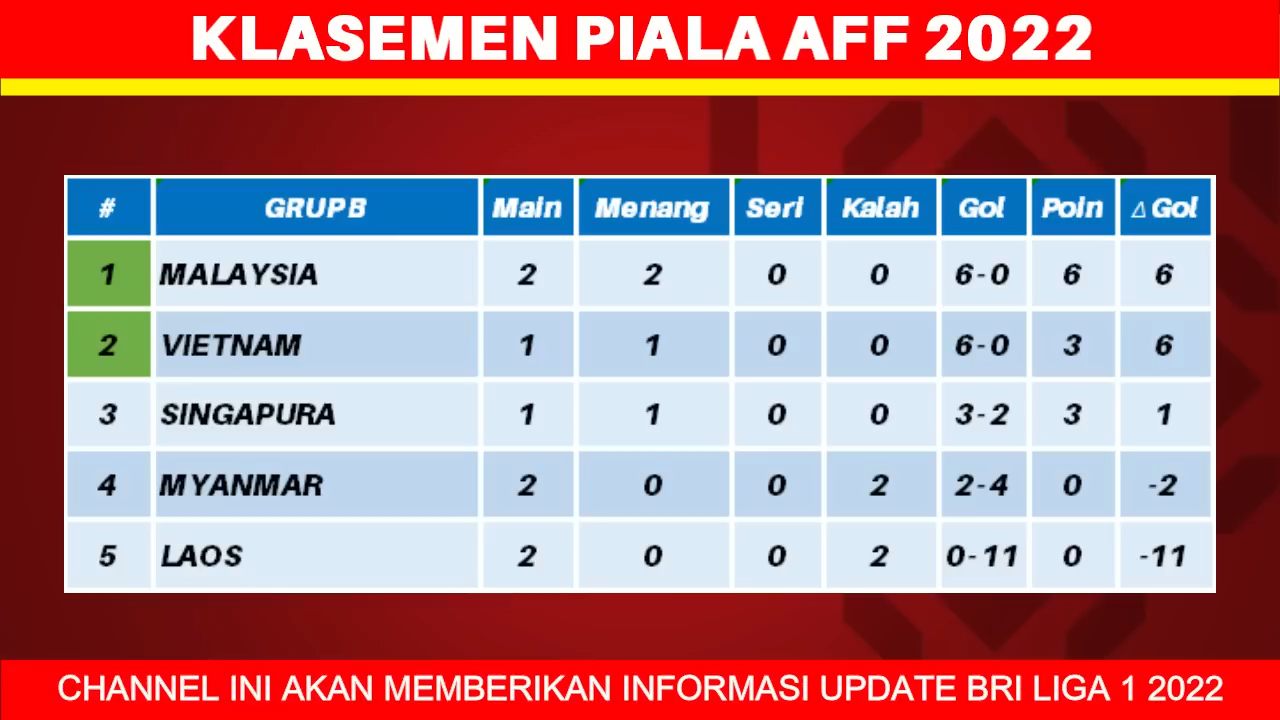 KLASEMEN PIALA AFF 2022
# GRUP B Main Menang Seri Kalah Gol Poin △ Gol
1 MALAYSIA 2 2 0 0 6-0 6 6
2 VIETNAM 1 1 0 0 6-0 3 6
3 SINGAPURA 1 1 0 0 3-2 3 1
4 MYANMAR 2 0 0 2 2-4 0 -2
5 LAOS 2 0 0 2 0-11 0 -11
CHANNEL INI AKAN MEMBERIKAN INFORMASI UPDATE BRI LIGA 1 2022